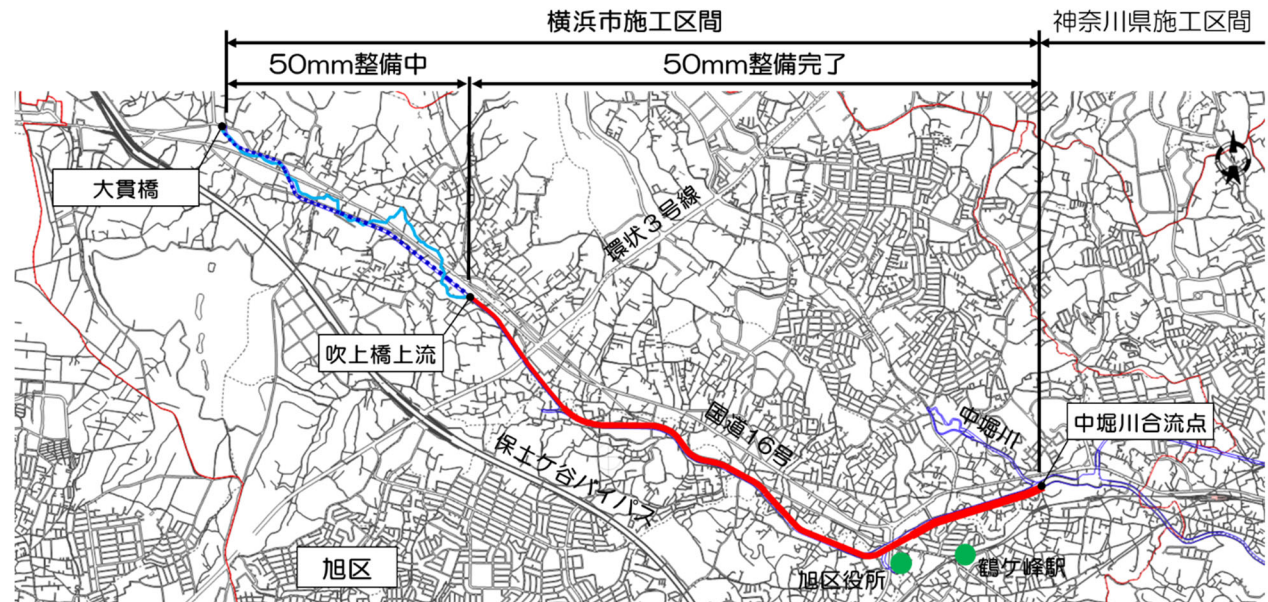 横浜市施工区間
神奈川県施工区間
50mm整備中
50mm整備完了
大貫橋
環状3号線
吹上橋上流
国道16号
中堀川
中堀川合流点
保土ケ谷バイパス
旭区
旭区役所
鶴ケ峰駅